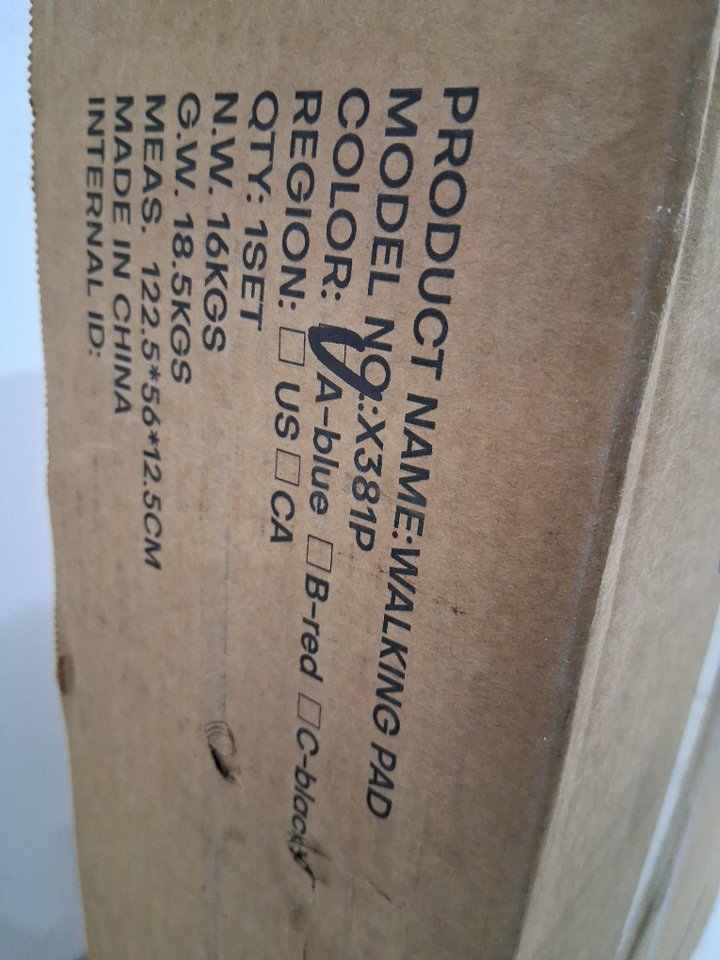 PRODUCT NAME:WALKING PAD
MODEL NO.:X381P
COLOR: ☑A-blue ☐B-red ☐C-black
REGION: ☐ US ☐ CA
QTY: 1SET
N.W. 16KGS
G.W. 18.5KGS
MEAS. 122.5*56*12.5CM
MADE IN CHINA
INTERNAL ID: